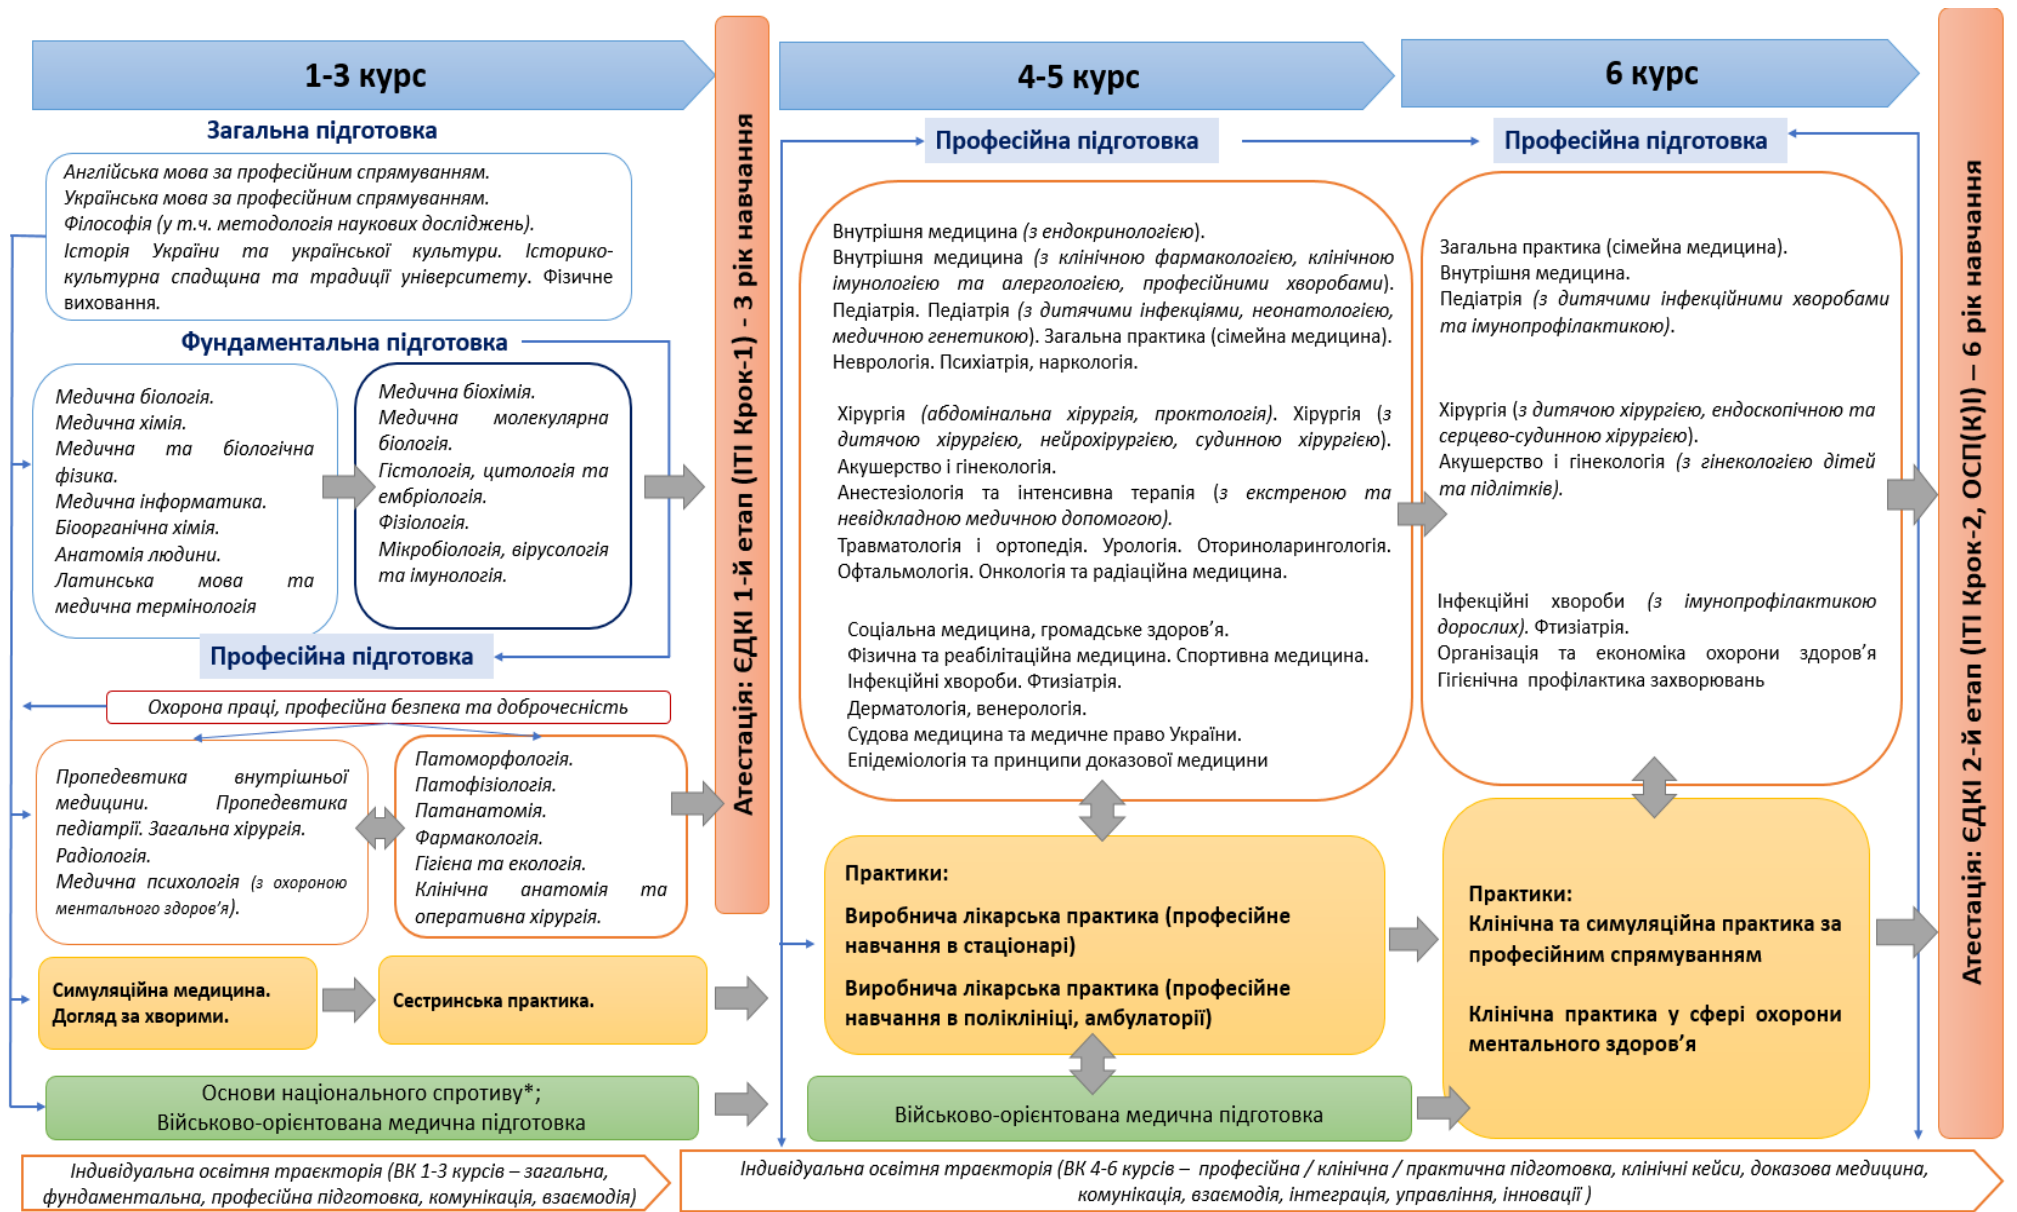 1-3 курс
Загальна підготовка
Англійська мова за професійним спрямуванням.
Українська мова за професійним спрямуванням.
Філософія (у т.ч. методологія наукових досліджень).
Історія України та української культури. Історико-
культурна спадщина та традиції університету. Фізичне
виховання.
Фундаментальна підготовка
Медична біологія.
Медична хімія.
Медична та біологічна
фізика.
Медична інформатика.
Біоорганічна хімія.
Анатомія людини.
Латинська мова та
медична термінологія
Медична біохімія.
Медична молекулярна
біологія.
Гістологія, цитологія та
ембріологія.
Фізіологія.
Мікробіологія, вірусологія
та імунологія.
Професійна підготовка
Охорона праці, професійна безпека та доброчесність
Пропедевтика внутрішньої
медицини. Пропедевтика
педіатрії. Загальна хірургія.
Радіологія.
Медична психологія (з охороною
ментального здоров’я).
Патоморфологія.
Патофізіологія.
Патанатомія.
Фармакологія.
Гігієна та екологія.
Клінічна анатомія та
оперативна хірургія.
Симуляційна медицина.
Догляд за хворими.
Сестринська практика.
Основи національного спротиву*;
Військово-орієнтована медична підготовка
Індивідуальна освітня траєкторія (ВК 1-3 курсів – загальна,
фундаментальна, професійна підготовка, комунікація, взаємодія)
Атестація: ЄДКІ 1-й етап (ІТІ Крок-1) - 3 рік навчання
4-5 курс
Професійна підготовка
Внутрішня медицина (з ендокринологією).
Внутрішня медицина (з клінічною фармакологією, клінічною
імунологією та алергологією, професійними хворобами).
Педіатрія. Педіатрія (з дитячими інфекціями, неонатологією,
медичною генетикою). Загальна практика (сімейна медицина).
Неврологія. Психіатрія, наркологія.
Хірургія (абдомінальна хірургія, проктологія). Хірургія (з
дитячою хірургією, нейрохірургією, судинною хірургією).
Акушерство і гінекологія.
Анестезіологія та інтенсивна терапія (з екстреною та
невідкладною медичною допомогою).
Травматологія і ортопедія. Урологія. Оториноларингологія.
Офтальмологія. Онкологія та радіаційна медицина.
Соціальна медицина, громадське здоров’я.
Фізична та реабілітаційна медицина. Спортивна медицина.
Інфекційні хвороби. Фтизіатрія.
Дерматологія, венерологія.
Судова медицина та медичне право України.
Епідеміологія та принципи доказової медицини
Практики:
Виробнича лікарська практика (професійне
навчання в стаціонарі)
Виробнича лікарська практика (професійне
навчання в поліклініці, амбулаторії)
Військово-орієнтована медична підготовка
6 курс
Професійна підготовка
Загальна практика (сімейна медицина).
Внутрішня медицина.
Педіатрія (з дитячими інфекційними хворобами
та імунопрофілактикою).
Хірургія (з дитячою хірургією, ендоскопічною та
серцево-судинною хірургією).
Акушерство і гінекологія (з гінекологією дітей
та підлітків).
Інфекційні хвороби (з імунопрофілактикою
дорослих). Фтизіатрія.
Організація та економіка охорони здоров’я
Гігієнічна профілактика захворювань
Практики:
Клінічна та симуляційна практика за
професійним спрямуванням
Клінічна практика у сфері охорони
ментального здоров’я
Індивідуальна освітня траєкторія (ВК 4-6 курсів – професійна / клінічна / практична підготовка, клінічні кейси, доказова медицина,
комунікація, взаємодія, інтеграція, управління, інновації )
Атестація: ЄДКІ 2-й етап (ІТІ Крок-2, ОСП(К)І) – 6 рік навчання